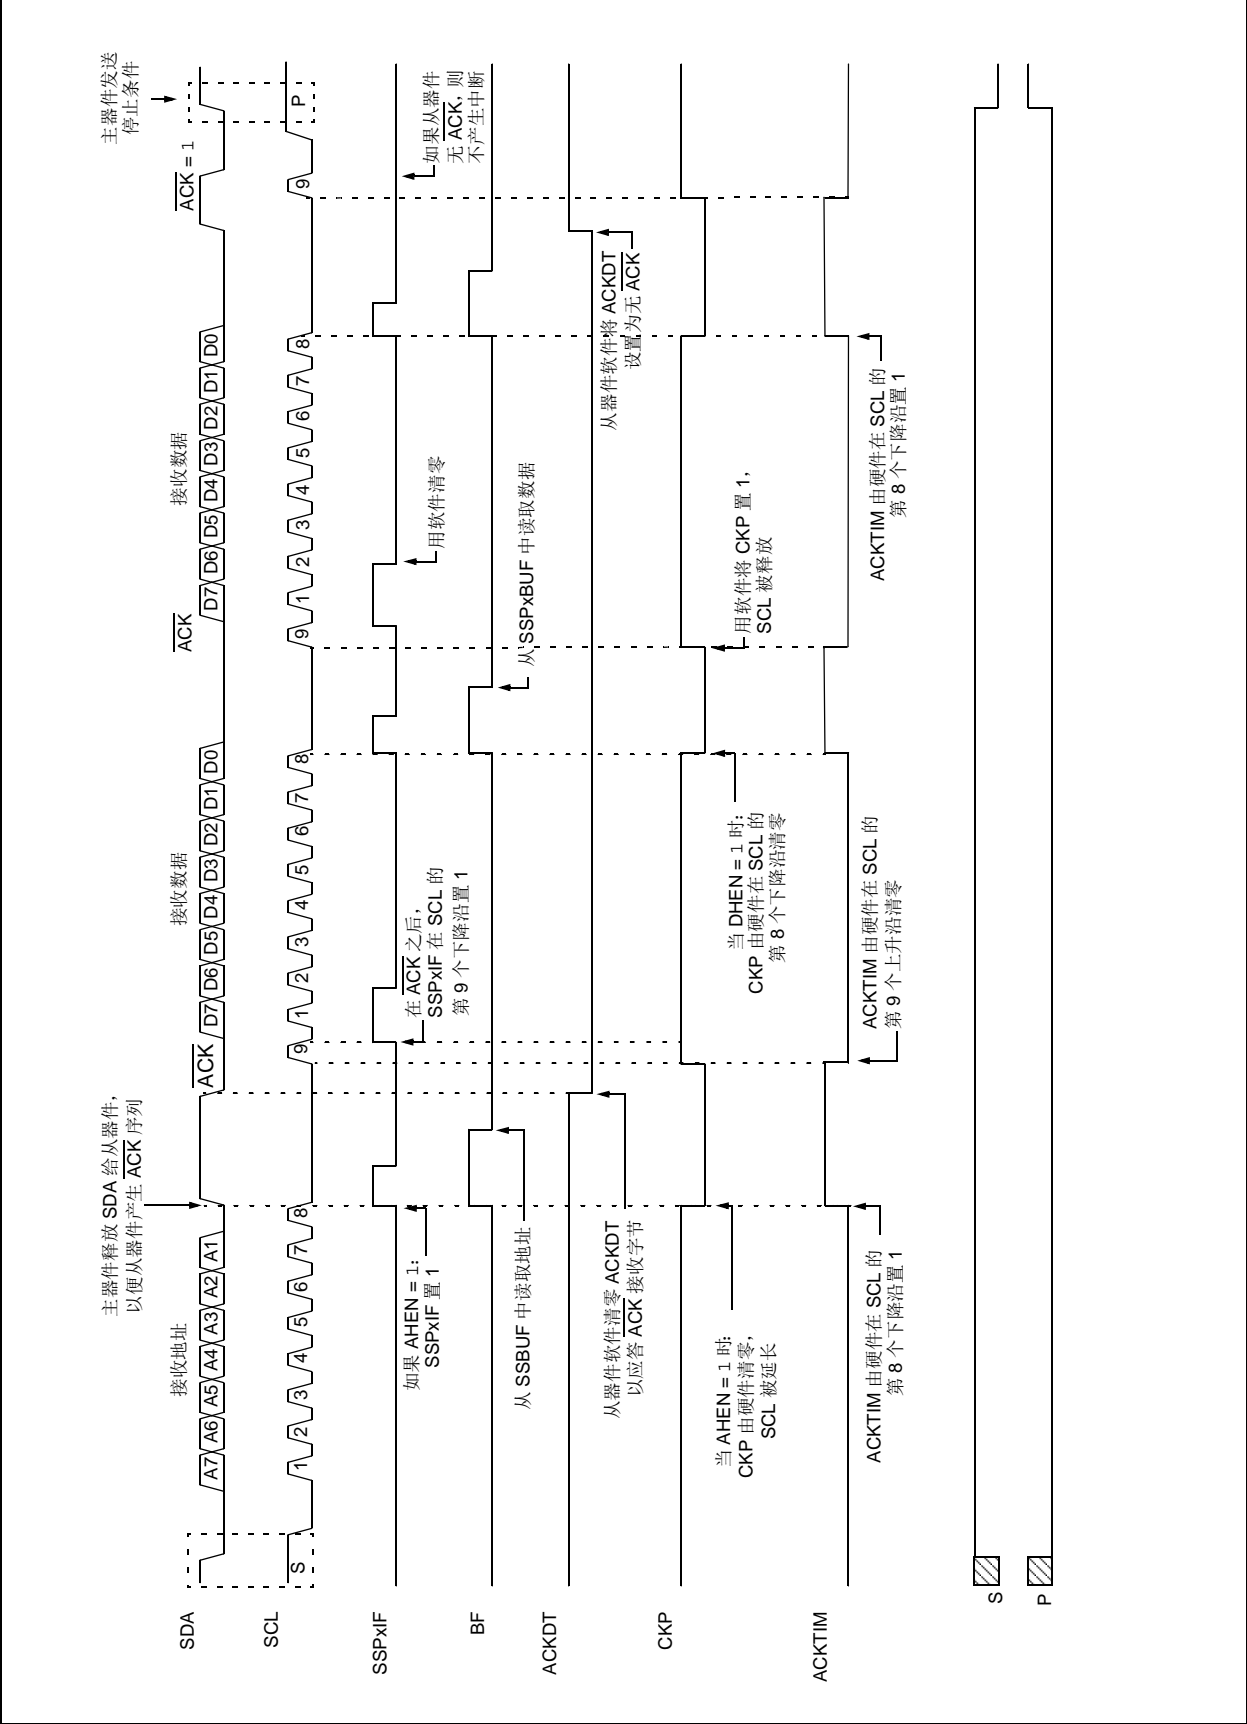 主器件释放 SDA 给从器件，
以便从器件产生 ACK 序列
主器件发送
停止条件
接收地址
接收数据
接收数据
ACK
ACK
ACK = 1
SDA
A7 A6 A5 A4 A3 A2 A1
D7 D6 D5 D4 D3 D2 D1 D0
D7 D6 D5 D4 D3 D2 D1 D0
SCL
S
1 2 3 4 5 6 7 8 9
1 2 3 4 5 6 7 8 9
1 2 3 4 5 6 7 8 9
P
SSPxIF
如果 AHEN = 1：
SSPxIF 置 1
在 ACK 之后，
SSPxIF 在 SCL 的
第 9 个下降沿置 1
用软件清零
如果从器件
无 ACK，则
不产生中断
BF
从 SSBUF 中读取地址
从 SSPxBUF 中读取数据
ACKDT
从器件软件清零 ACKDT
以应答 ACK 接收字节
从器件软件将 ACKDT
设置为无 ACK
CKP
当 AHEN = 1 时：
CKP 由硬件清零，
SCL 被延长
当 DHEN = 1 时：
CKP 由硬件在 SCL 的
第 8 个下降沿清零
用软件将 CKP 置 1，
SCL 被释放
ACKTIM
ACKTIM 由硬件在 SCL 的
第 8 个下降沿置 1
ACKTIM 由硬件在 SCL 的
第 9 个上升沿清零
ACKTIM 由硬件在 SCL 的
第 8 个下降沿置 1
S
P